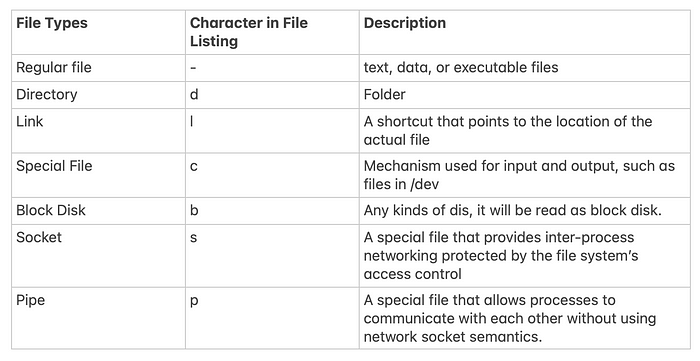 File Types Character in File Listing Description
Regular file - text, data, or executable files
Directory d Folder
Link l A shortcut that points to the location of the
actual file
Special File c Mechanism used for input and output, such as
files in /dev
Block Disk b Any kinds of dis, it will be read as block disk.
Socket s A special file that provides inter-process
networking protected by the file system's
access control
Pipe p A special file that allows processes to
communicate with each other without using
network socket semantics.